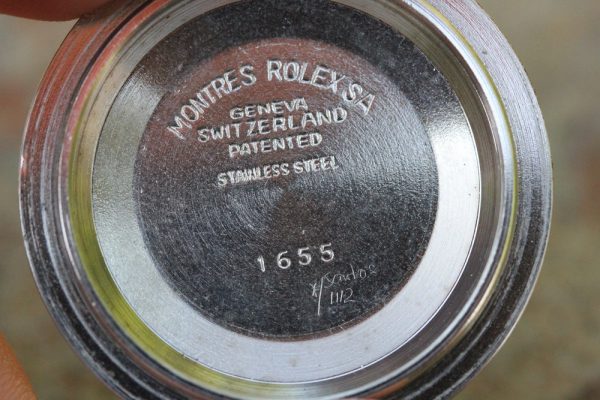 MONTRES ROLEX SA
GENEVA
SWITZERLAND
PATENTED
STAINLESS STEEL
1655
1112